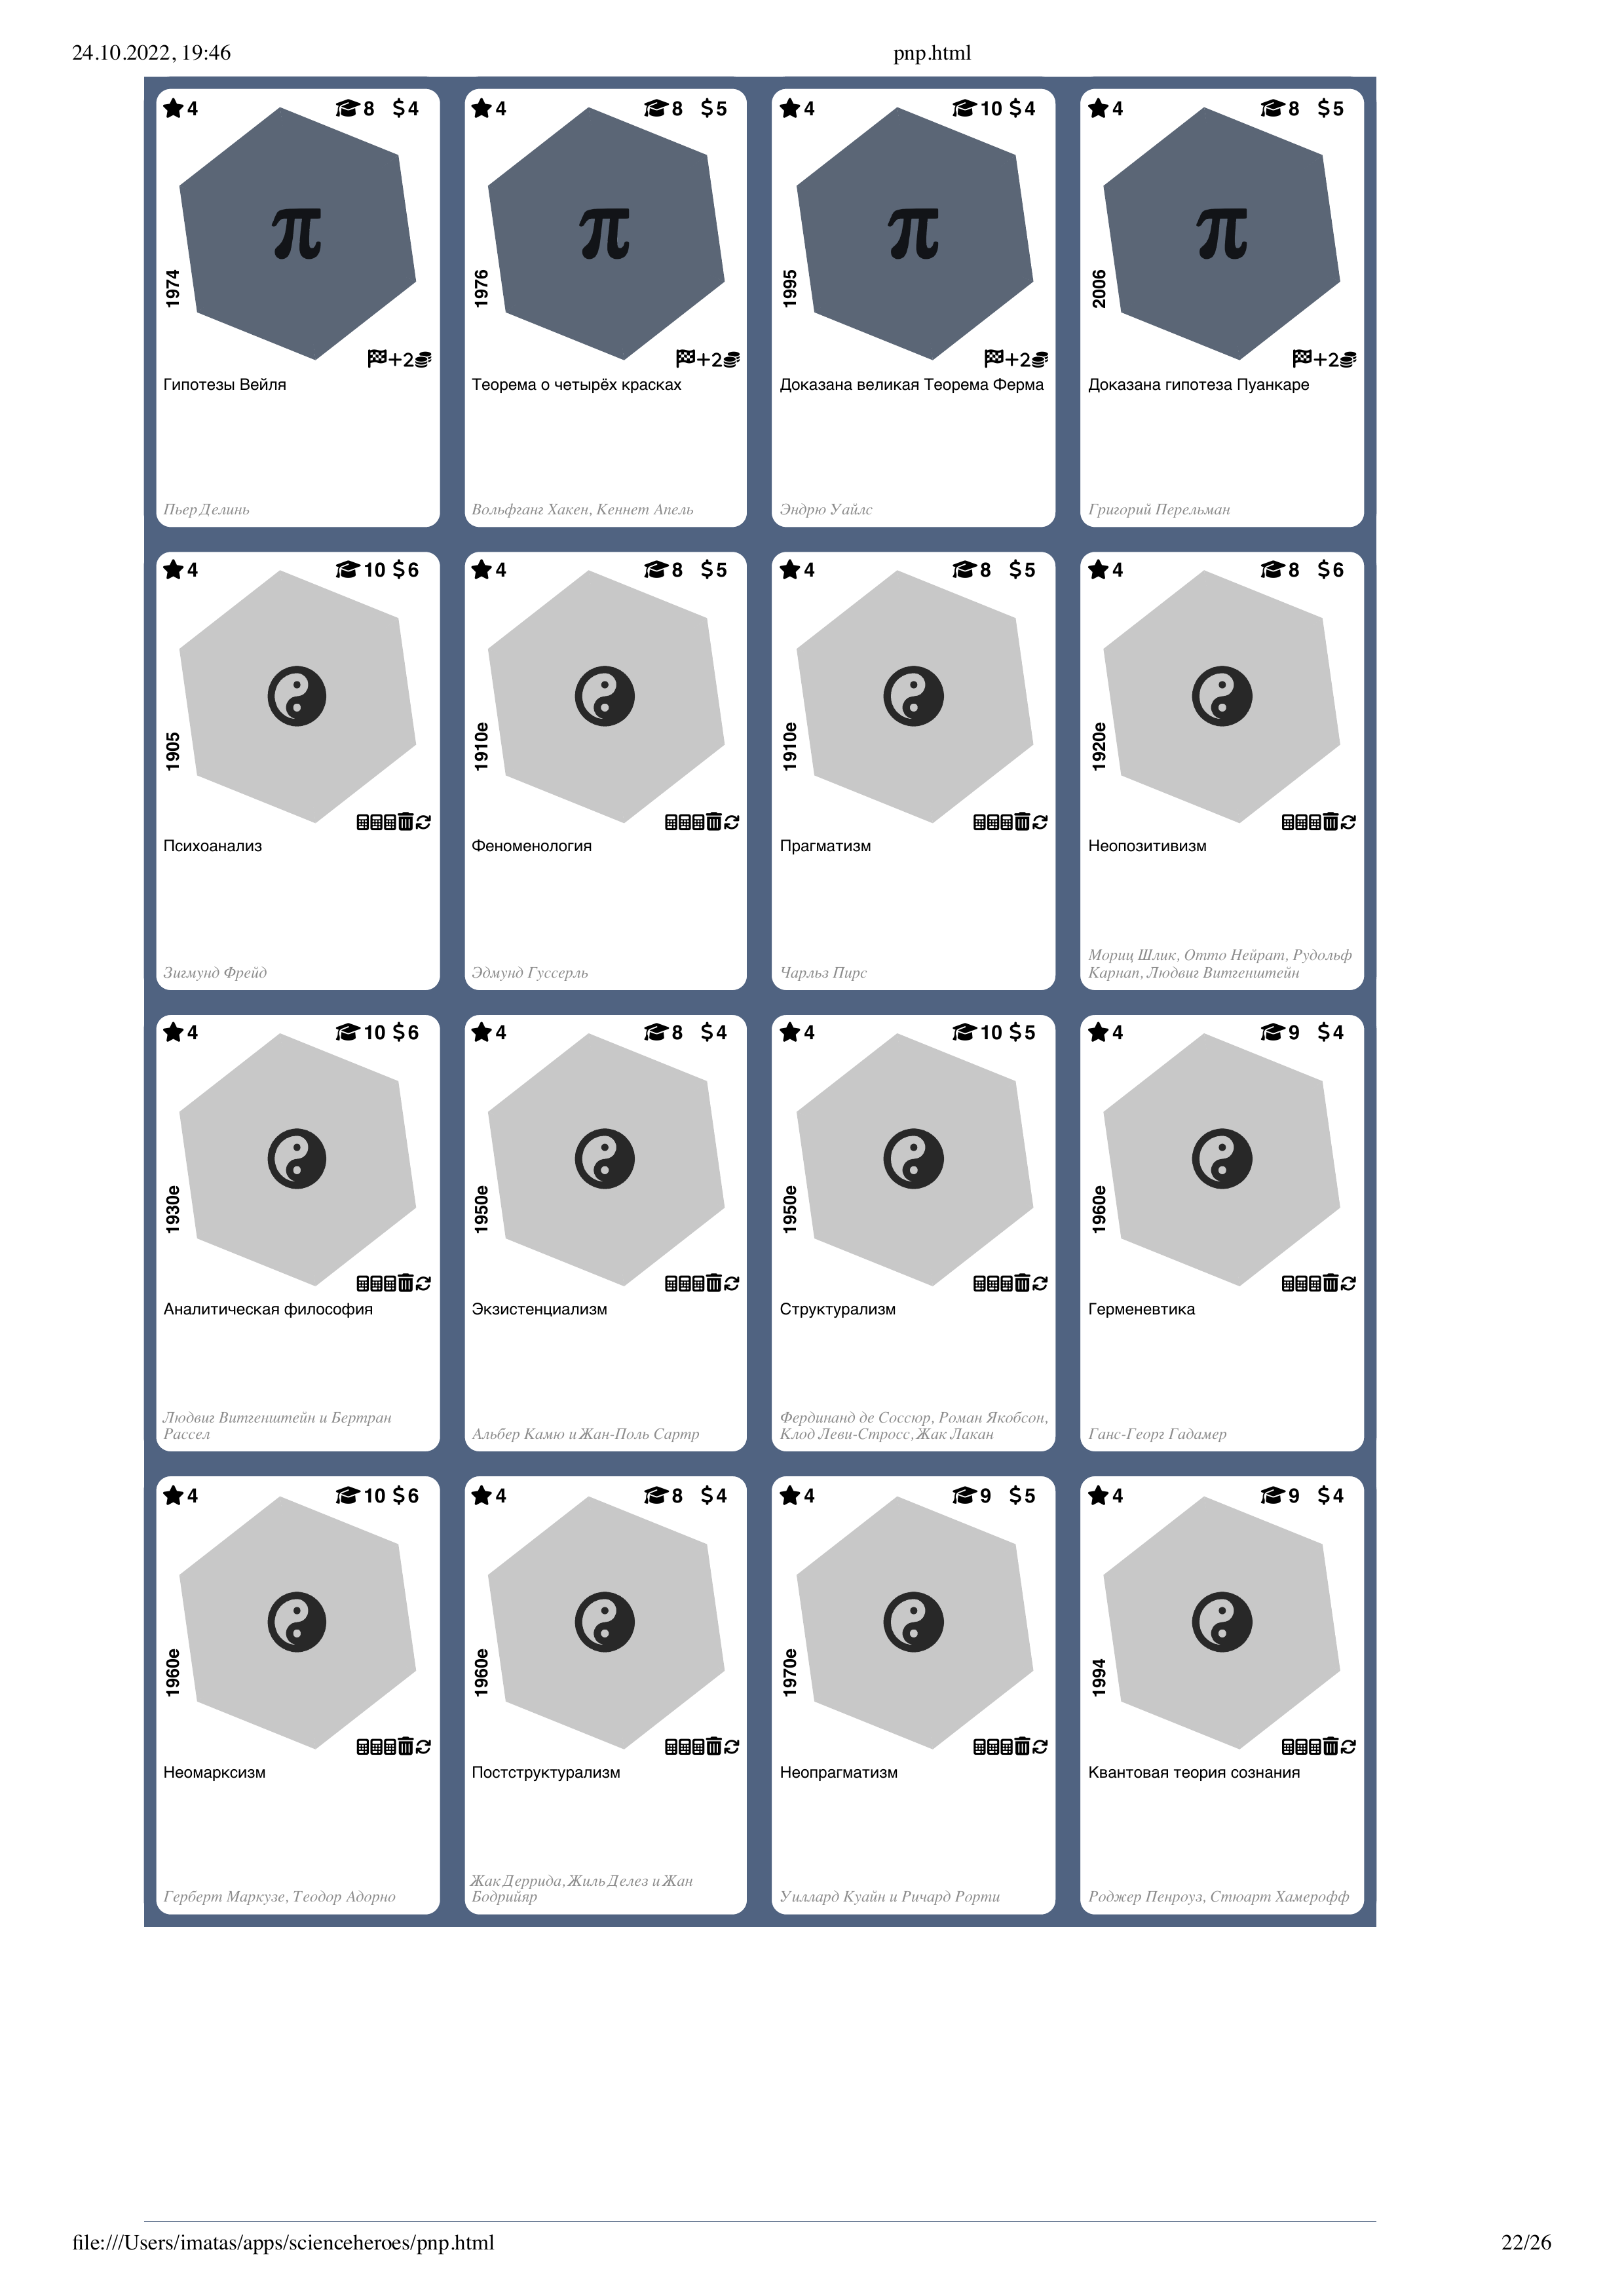 24.10.2022, 19:46 pnp.html
4 8 $4
1974
π
+2
Гипотезы Вейля
Пьер Делинь
4 8 $5
1976
π
+2
Теорема о четырёх красках
Вольфганг Хакен, Кеннет Апель
4 10 $4
1995
π
+2
Доказана великая Теорема Ферма
Эндрю Уайлс
4 8 $5
2006
π
+2
Доказана гипотеза Пуанкаре
Григорий Перельман
4 10 $6
1905
Психоанализ
Зигмунд Фрейд
4 8 $5
1910е
Феноменология
Эдмунд Гуссерль
4 8 $5
1910е
Прагматизм
Чарльз Пирс
4 8 $6
1920е
Неопозитивизм
Мориц Шлик, Отто Нейрат, Рудольф
Карнап, Людвиг Витгенштейн
4 10 $6
1930е
Аналитическая философия
Людвиг Витгенштейн и Бертран
Рассел
4 8 $4
1950е
Экзистенциализм
Альбер Камю и Жан-Поль Сартр
4 10 $5
1950е
Структурализм
Фердинанд де Соссюр, Роман Якобсон,
Клод Леви-Стросс, Жак Лакан
4 9 $4
1960е
Герменевтика
Ганс-Георг Гадамер
4 10 $6
1960е
Неомарксизм
Герберт Маркузе, Теодор Адорно
4 8 $4
1960е
Постструктурализм
Жак Деррида, Жиль Делез и Жан
Бодрийяр
4 9 $5
1970е
Неопрагматизм
Уиллард Куайн и Ричард Рорти
4 9 $4
1994
Квантовая теория сознания
Роджер Пенроуз, Стюарт Хамерофф
file:///Users/imatas/apps/scienceheroes/pnp.html 22/26